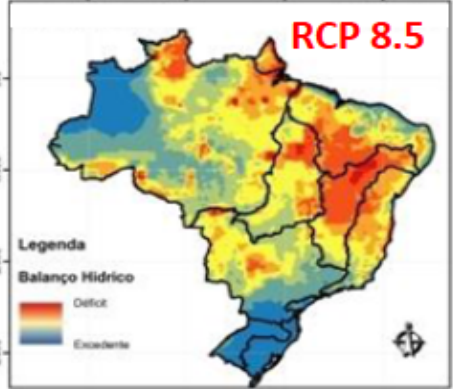 RCP 8.5
Legenda
Balanço Hídrico
Déficit
Excedente